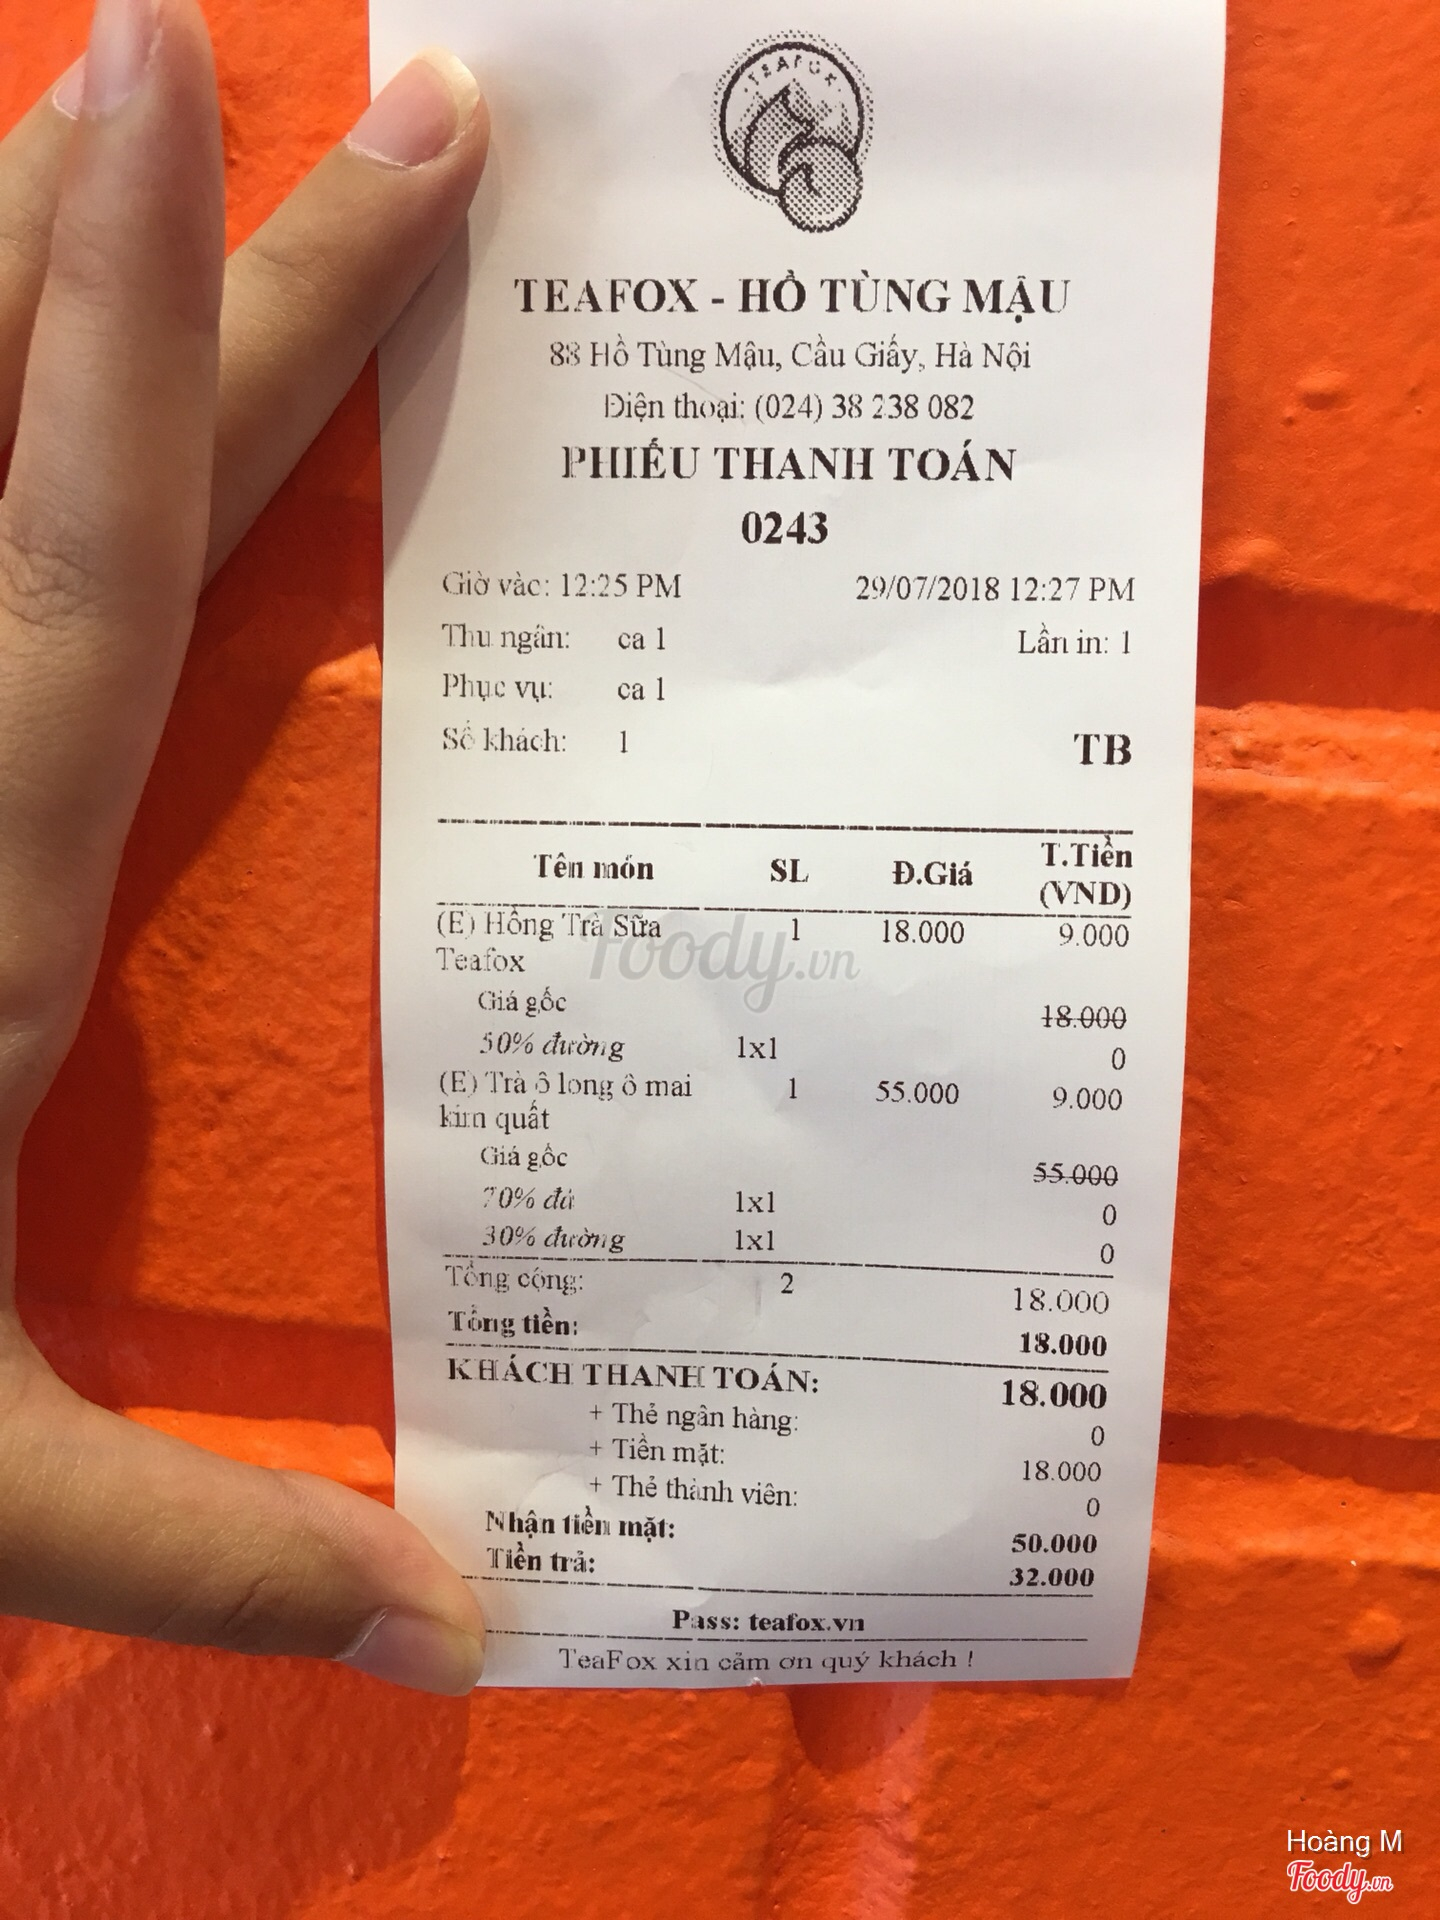 TEAFOX
TEAFOX - HỒ TÙNG MẬU
88 Hồ Tùng Mậu, Cầu Giấy, Hà Nội
Điện thoại: (024) 38 238 082
PHIẾU THANH TOÁN
0243
Giờ vào: 12:25 PM 29/07/2018 12:27 PM
Thu ngân: ca 1 Lần in: 1
Phục vụ: ca 1
Số khách: 1 TB
Tên món SL Đ.Giá T.Tiền (VND)
(E) Hồng Trà Sữa 1 18.000 9.000
Teafox
Giá gốc 18.000
50% đường 1x1 0
(E) Trà ô long ô mai 1 55.000 9.000
kim quất
Giá gốc 55.000
70% đá 1x1 0
30% đường 1x1 0
Tổng cộng: 2 18.000
Tổng tiền: 18.000
KHÁCH THANH TOÁN: 18.000
+ Thẻ ngân hàng: 0
+ Tiền mặt: 18.000
+ Thẻ thành viên: 0
Nhận tiền mặt: 50.000
Tiền trả: 32.000
Pass: teafox.vn
TeaFox xin cảm ơn quý khách !
Foody.vn
Hoàng M
Foody.vn